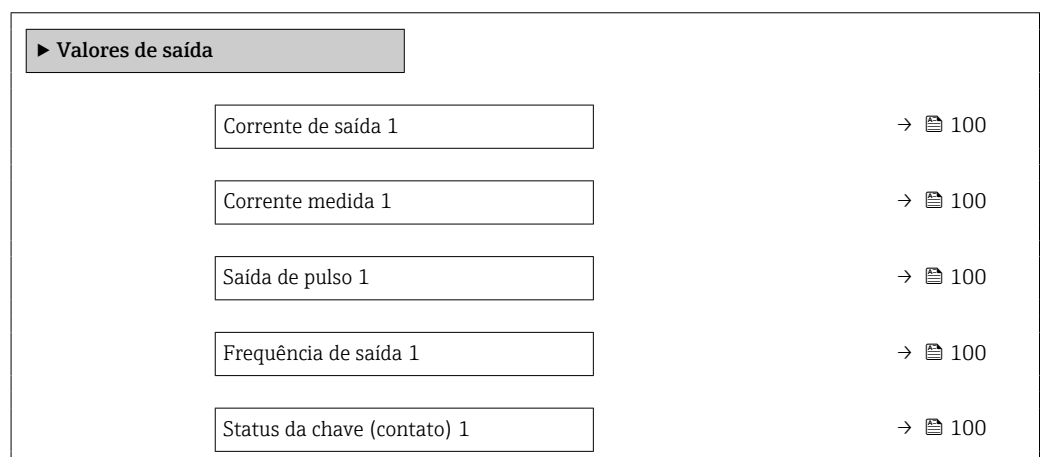 ▶ Valores de saída
Corrente de saída 1 → 100
Corrente medida 1 → 100
Saída de pulso 1 → 100
Frequência de saída 1 → 100
Status da chave (contato) 1 → 100